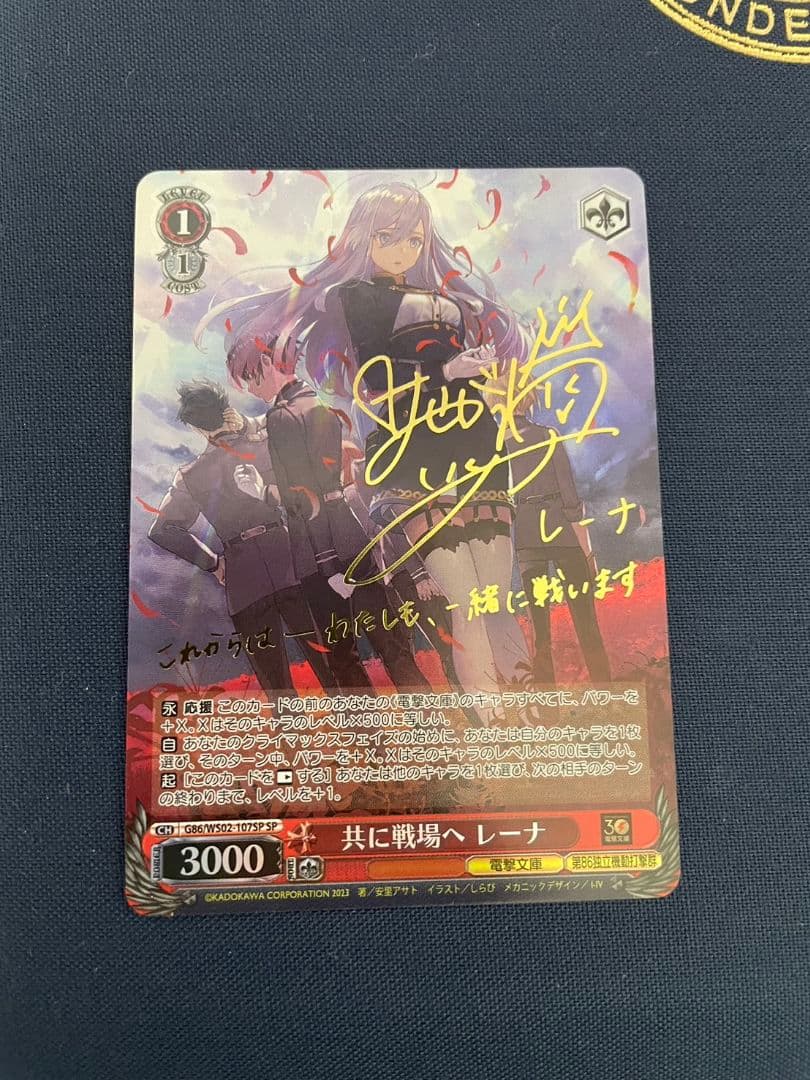 NDE
LEVEL
1
1
COST
レーナ
これからは ― わたしも、一緒に戦います
永 応援 このカードの前のあなたの《電撃文庫》のキャラすべてに、パワーを
＋X。Xはそのキャラのレベル×500に等しい。
自 あなたのクライマックスフェイズの始めに、あなたは自分のキャラを1枚
選び、そのターン中、パワーを＋X。Xはそのキャラのレベル×500に等しい。
起 ［このカードを する］ あなたは他のキャラを1枚選び、次の相手のターン
の終わりまで、レベルを＋1。
CH G86/WS02-107SP SP
共に戦場へ レーナ
30 電撃文庫
3000
電撃文庫 第86独立機動打撃群
©KADOKAWA CORPORATION 2023 著／安里アサト イラスト／しらび メカニックデザイン／I-IV